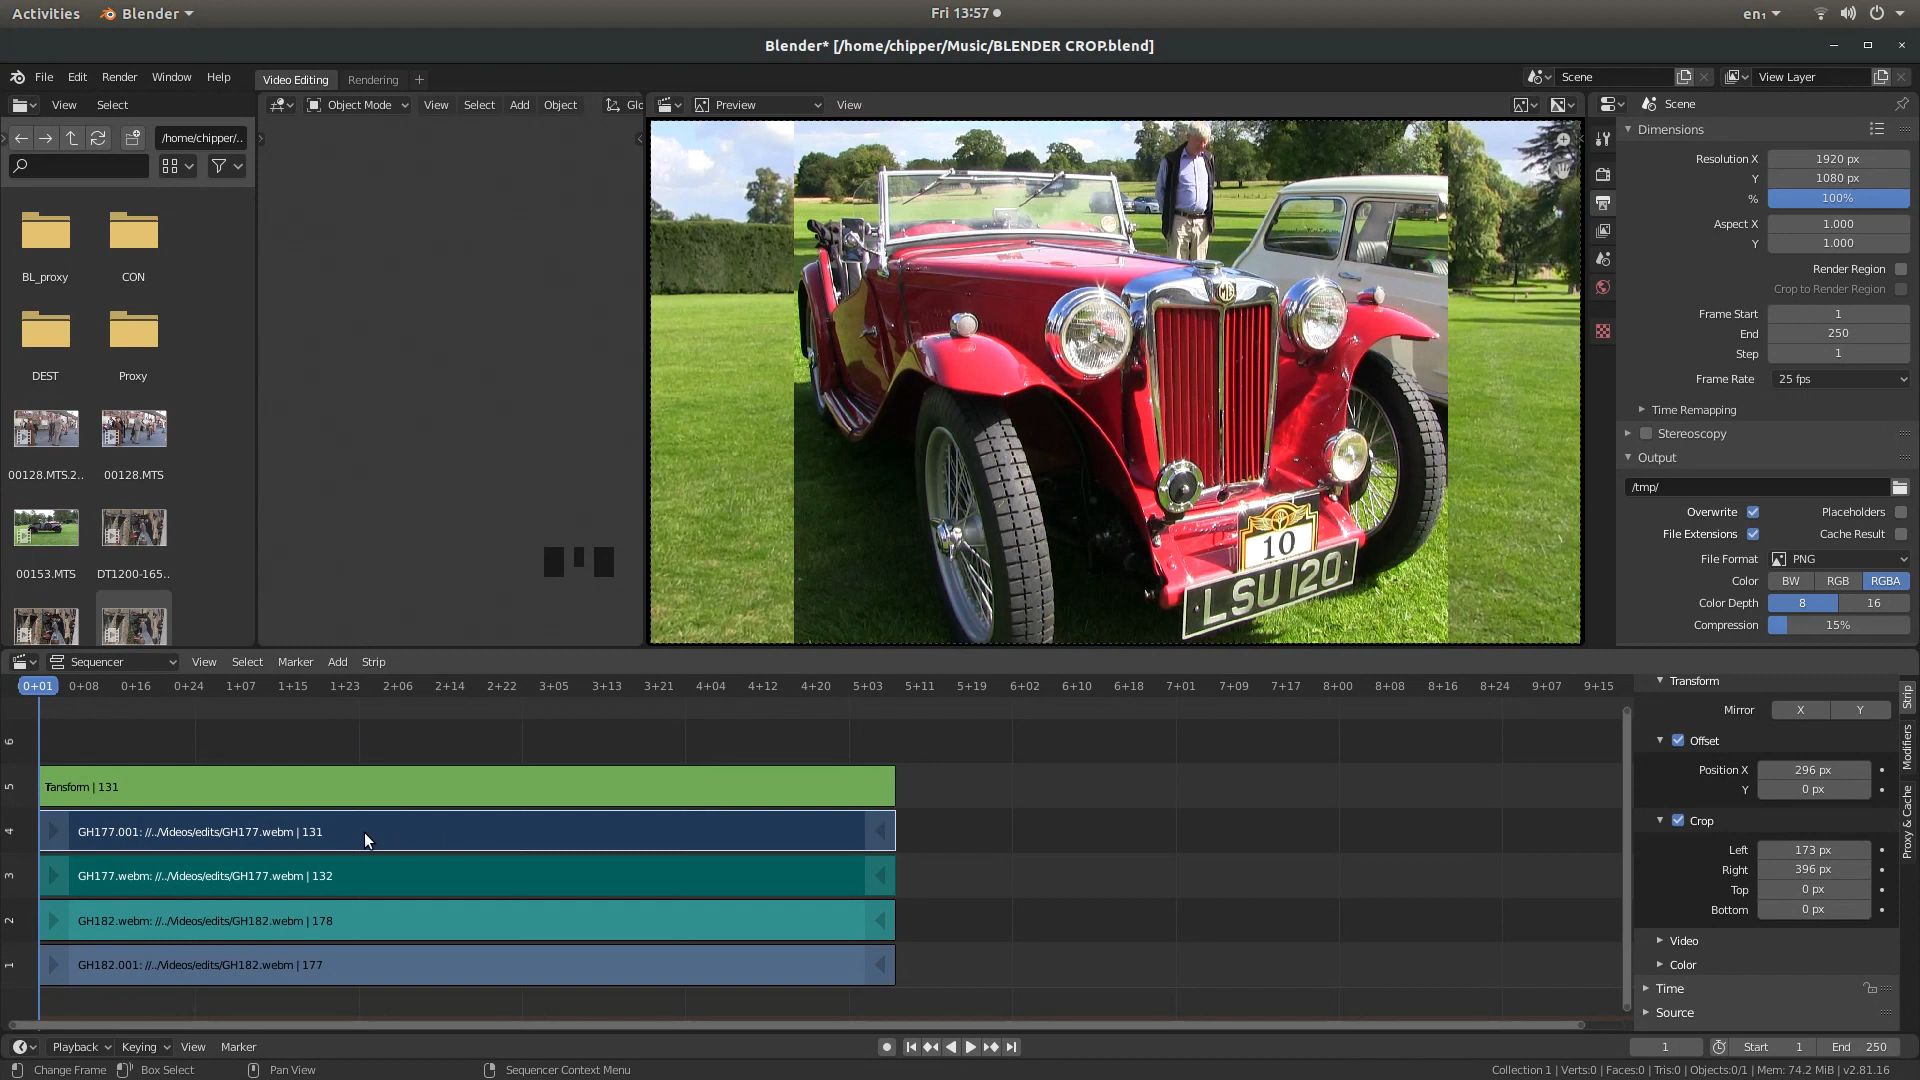 Activities Blender Fri 13:57 en₁
Blender* [/home/chipper/Music/BLENDER CROP.blend]
File Edit Render Window Help Video Editing Rendering + Scene View Layer
View Select Object Mode View Select Add Object Glo Preview View Scene
/home/chipper/..
BL_proxy CON
DEST Proxy
00128.MTS.2.. 00128.MTS
00153.MTS DT1200-165..
MG
10
LSU 120
Dimensions
Resolution X 1920 px
Y 1080 px
% 100%
Aspect X 1.000
Y 1.000
Render Region
Crop to Render Region
Frame Start 1
End 250
Step 1
Frame Rate 25 fps
Time Remapping
Stereoscopy
Output
/tmp/
Overwrite Placeholders
File Extensions Cache Result
File Format PNG
Color BW RGB RGBA
Color Depth 8 16
Compression 15%
Sequencer View Select Marker Add Strip
0+01 0+08 0+16 0+24 1+07 1+15 1+23 2+06 2+14 2+22 3+05 3+13 3+21 4+04 4+12 4+20 5+03 5+11 5+19 6+02 6+10 6+18 7+01 7+09 7+17 8+00 8+08 8+16 8+24 9+07 9+15
6
5 Transform | 131
4 GH177.001: //../Videos/edits/GH177.webm | 131
3 GH177.webm: //../Videos/edits/GH177.webm | 132
2 GH182.webm: //../Videos/edits/GH182.webm | 178
1 GH182.001: //../Videos/edits/GH182.webm | 177
Transform
Mirror X Y
Offset
Position X 296 px
Y 0 px
Crop
Left 173 px
Right 396 px
Top 0 px
Bottom 0 px
Video
Color
Time
Source
Strip
Modifiers
Proxy & Cache
Playback Keying View Marker 1 Start 1 End 250
Change Frame Box Select Pan View Sequencer Context Menu Collection 1 | Verts:0 | Faces:0 | Tris:0 | Objects:0/1 | Mem: 74.2 MiB | v2.81.16